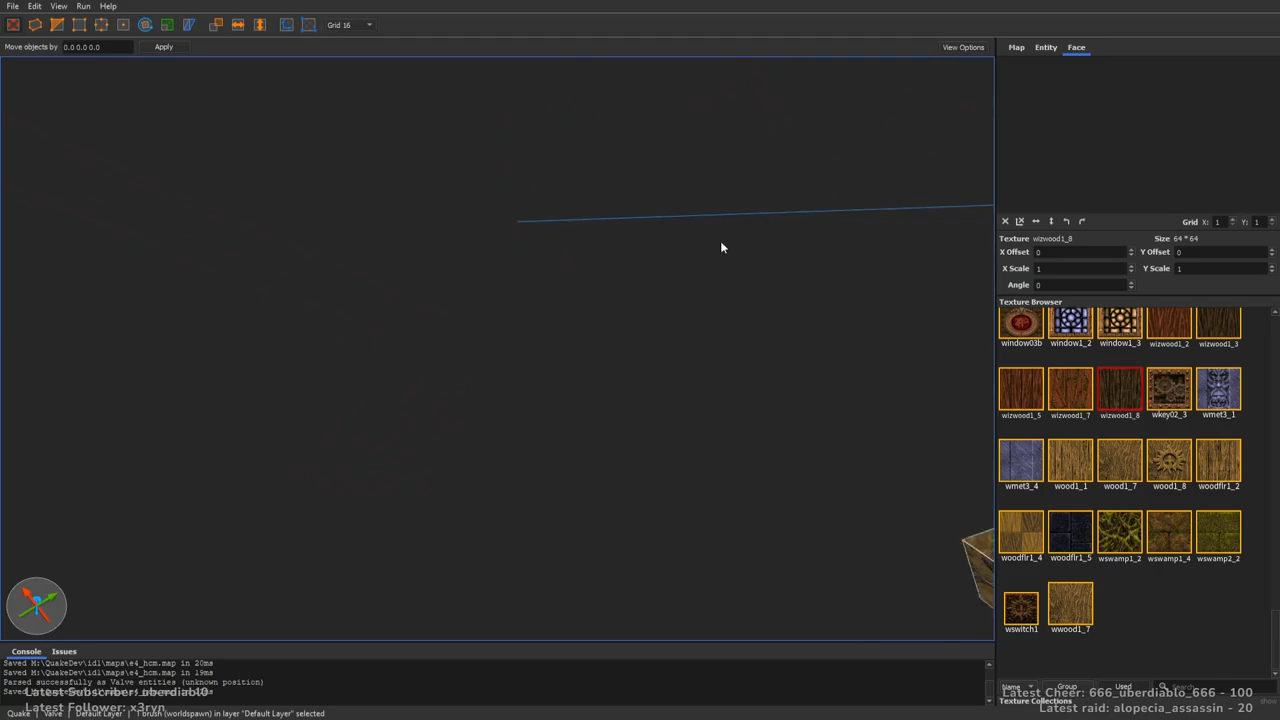 File Edit View Run Help
Grid 16
Move objects by 0.0 0.0 0.0 Apply View Options
Map Entity Face
Grid X: 1 Y: 1
Texture wizwood1_8 Size 64*64
X Offset 0 Y Offset 0
X Scale 1 Y Scale 1
Angle 0
Texture Browser
window03b window1_2 window1_3 wizwood1_2 wizwood1_3
wizwood1_5 wizwood1_7 wizwood1_8 wkey02_3 wmet3_1
wmet3_4 wood1_1 wood1_7 wood1_8 woodflr1_2
woodflr1_4 woodflr1_5 wswamp1_2 wswamp1_4 wswamp2_2
wswitch1 wwood1_7
Console Issues
Saved M:\QuakeDev\id1\maps\e4_hcm.map in 20ms
Saved M:\QuakeDev\id1\maps\e4_hcm.map in 19ms
Parsed successfully as Valve entities (unknown position)
Latest Subscriber:
Latest Follower: x3ryn
Quake Valve Default Layer 1 brush (worldspawn) in layer "Default Layer" selected
Name Group Used Search
Latest Cheer: 666_uberdiablo_666 - 100
Texture Collections
Latest raid: alopecia_assassin - 20